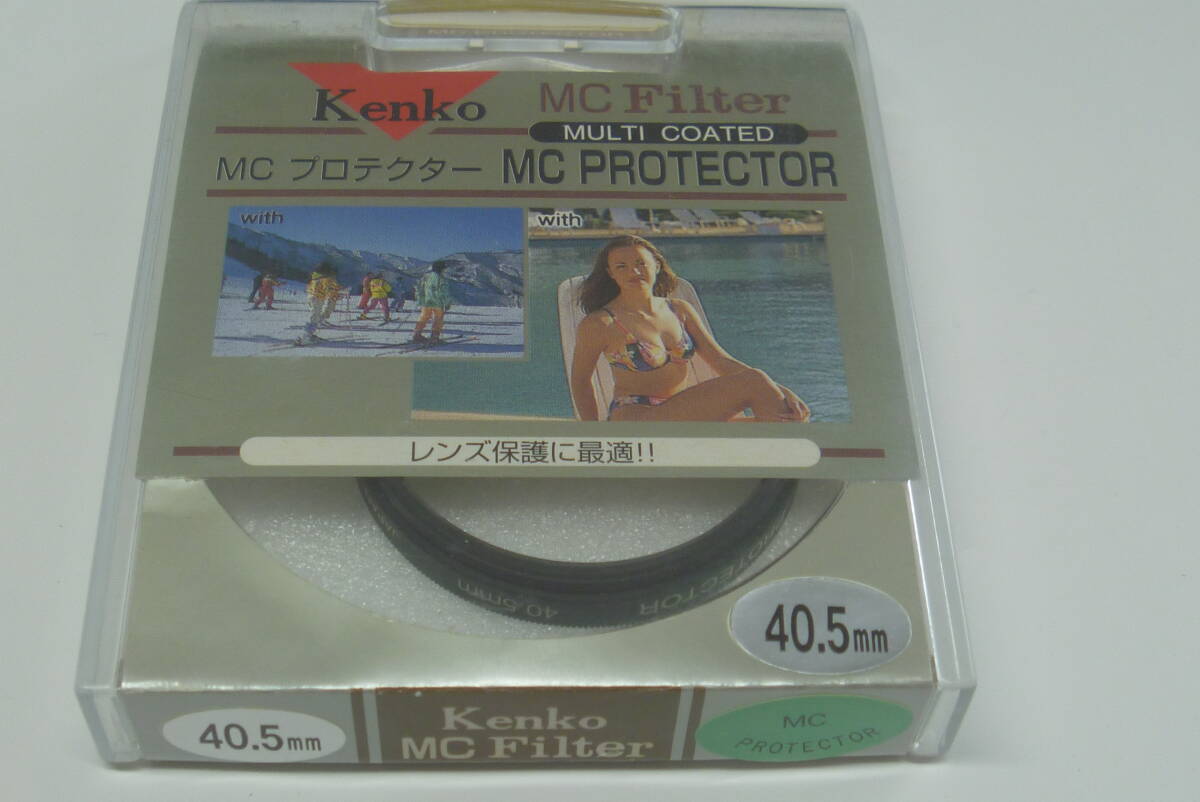 Kenko
MC Filter
MULTI COATED
MC プロテクター MC PROTECTOR
with
with
レンズ保護に最適!!
40.5mm
PROTECTOR
40.5mm
40.5mm
Kenko
MC Filter
MC
PROTECTOR